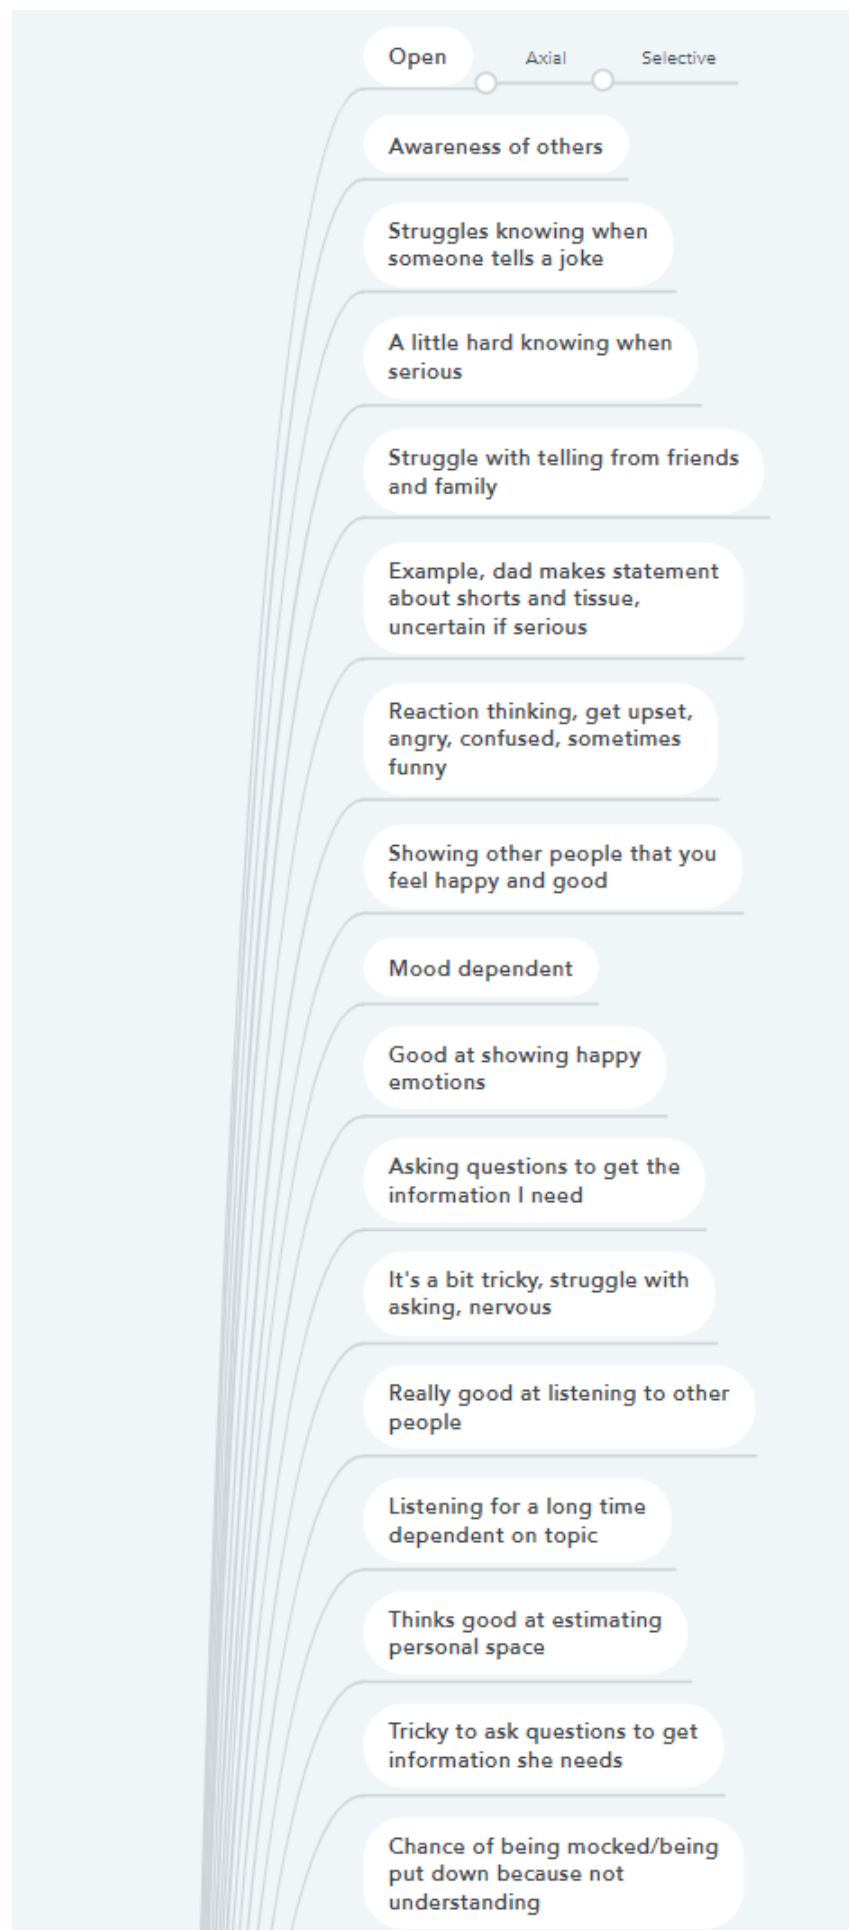 Open
Axial
Selective
Awareness of others
Struggles knowing when
someone tells a joke
A little hard knowing when
serious
Struggle with telling from friends
and family
Example, dad makes statement
about shorts and tissue,
uncertain if serious
Reaction thinking, get upset,
angry, confused, sometimes
funny
Showing other people that you
feel happy and good
Mood dependent
Good at showing happy
emotions
Asking questions to get the
information I need
It's a bit tricky, struggle with
asking, nervous
Really good at listening to other
people
Listening for a long time
dependent on topic
Thinks good at estimating
personal space
Tricky to ask questions to get
information she needs
Chance of being mocked/being
put down because not
understanding